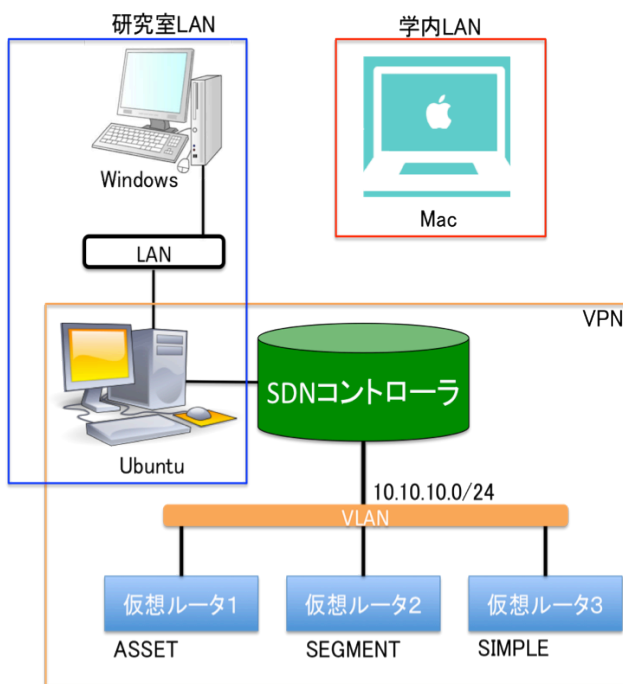 研究室LAN
学内LAN
Windows
Mac
LAN
VPN
SDNコントローラ
Ubuntu
10.10.10.0/24
VLAN
仮想ルータ1
仮想ルータ2
仮想ルータ3
ASSET
SEGMENT
SIMPLE